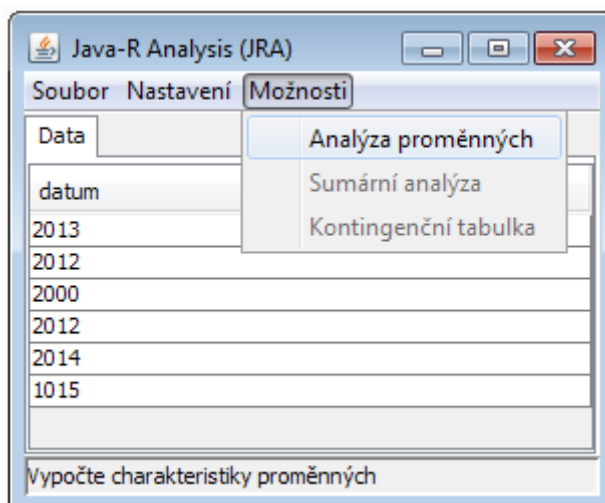 Java-R Analysis (JRA)
Soubor Nastavení Možnosti
Data
Analýza proměnných
Sumární analýza
Kontingenční tabulka
datum
2013
2012
2000
2012
2014
1015
Vypočte charakteristiky proměnných